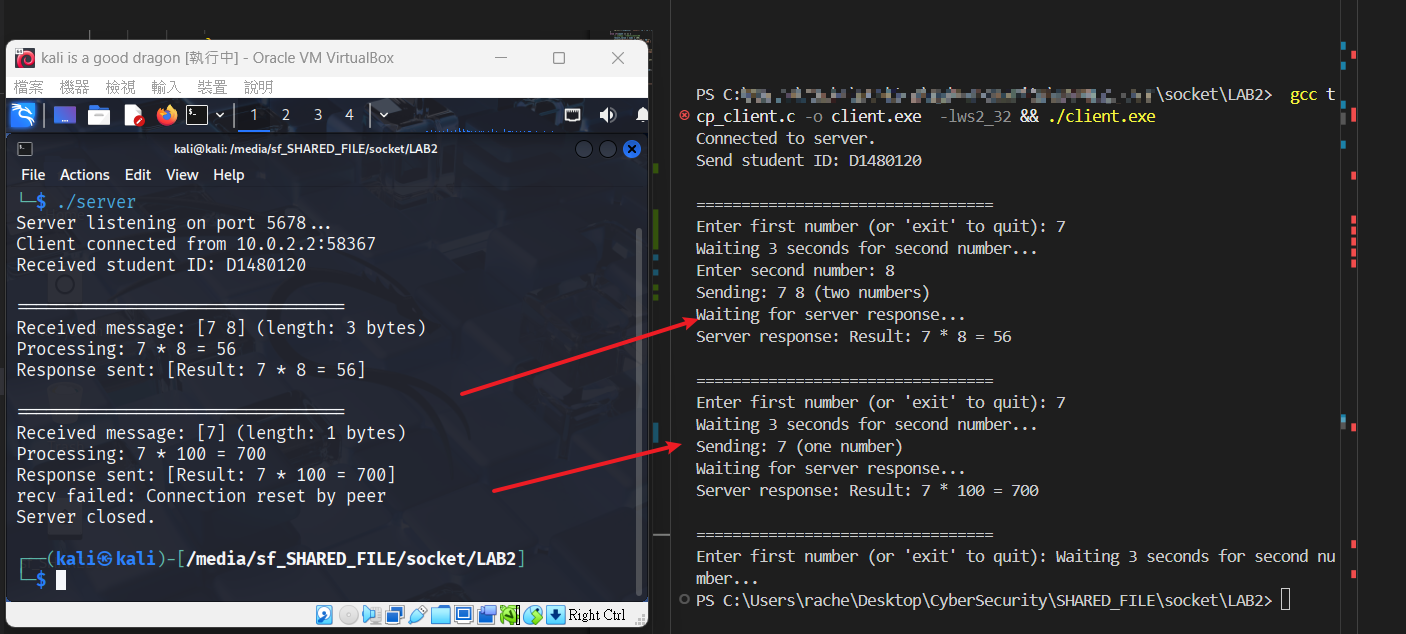 kali is a good dragon [執行中] - Oracle VM VirtualBox
檔案 機器 檢視 輸入 裝置 說明
1 2 3 4
kali@kali: /media/sf_SHARED_FILE/socket/LAB2
File Actions Edit View Help
└─$ ./server
Server listening on port 5678...
Client connected from 10.0.2.2:58367
Received student ID: D1480120
=================================
Received message: [7 8] (length: 3 bytes)
Processing: 7 * 8 = 56
Response sent: [Result: 7 * 8 = 56]
=================================
Received message: [7] (length: 1 bytes)
Processing: 7 * 100 = 700
Response sent: [Result: 7 * 100 = 700]
recv failed: Connection reset by peer
Server closed.
┌──(kali㉿kali)-[/media/sf_SHARED_FILE/socket/LAB2]
└─$
Right Ctrl
PS C:\socket\LAB2> gcc t
cp_client.c -o client.exe -lws2_32 && ./client.exe
Connected to server.
Send student ID: D1480120
=================================
Enter first number (or 'exit' to quit): 7
Waiting 3 seconds for second number...
Enter second number: 8
Sending: 7 8 (two numbers)
Waiting for server response...
Server response: Result: 7 * 8 = 56
=================================
Enter first number (or 'exit' to quit): 7
Waiting 3 seconds for second number...
Sending: 7 (one number)
Waiting for server response...
Server response: Result: 7 * 100 = 700
=================================
Enter first number (or 'exit' to quit): Waiting 3 seconds for second nu
mber...
PS C:\Users\rache\Desktop\CyberSecurity\SHARED_FILE\socket\LAB2>